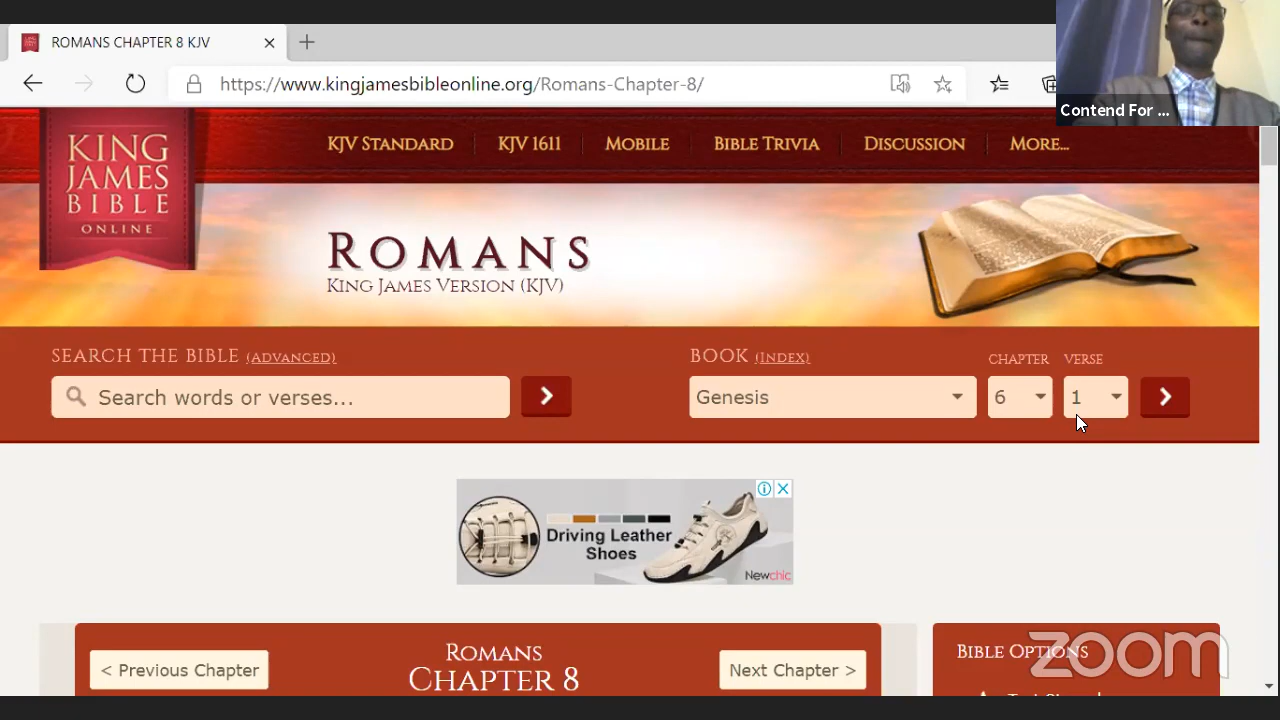 ROMANS CHAPTER 8 KJV
https://www.kingjamesbibleonline.org/Romans-Chapter-8/
Contend For ...
KING
JAMES
BIBLE
ONLINE
KJV Standard
KJV 1611
Mobile
Bible Trivia
Discussion
More...
Romans
King James Version (KJV)
SEARCH THE BIBLE (ADVANCED)
BOOK (Index)
CHAPTER
VERSE
Search words or verses...
Genesis
6
1
Driving Leather
Shoes
Newchic
< Previous Chapter
Romans
Chapter 8
Next Chapter >
Bible Options
zoom